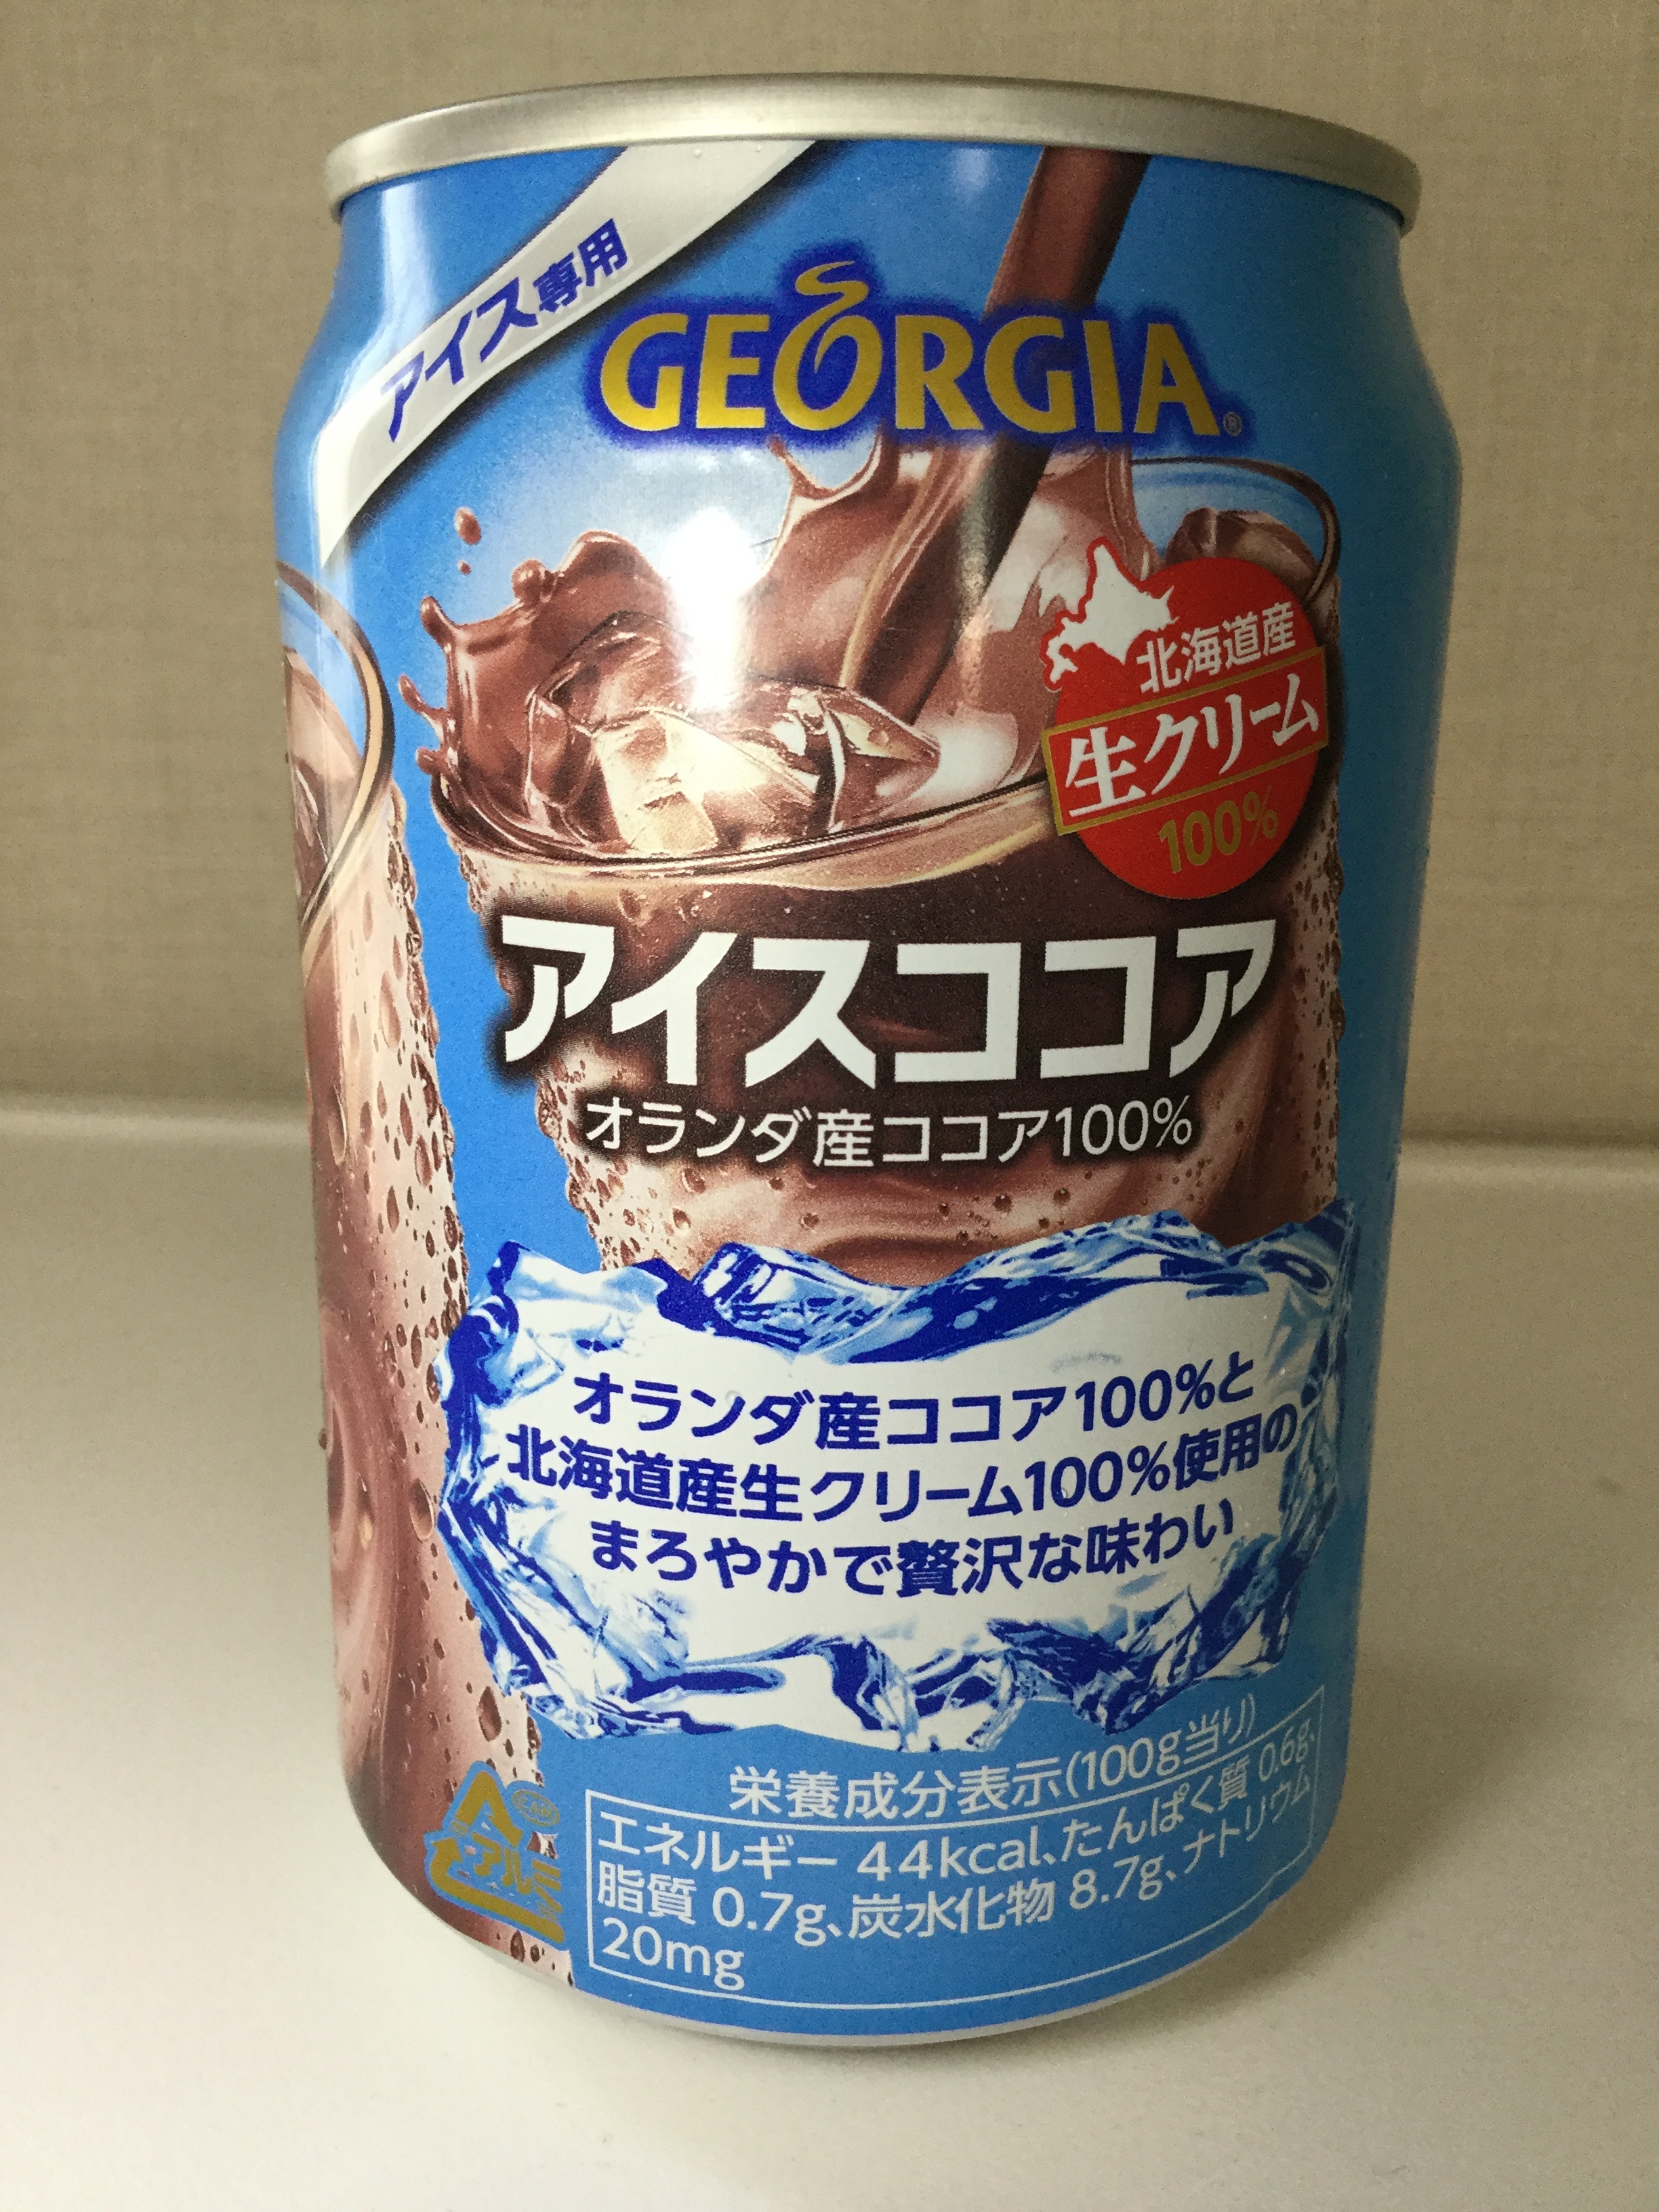 アイス専用
GEORGIA®
北海道産
生クリーム
100%
アイスココア
オランダ産ココア100%
オランダ産ココア100%と
北海道産生クリーム100%使用の
まろやかで贅沢な味わい
栄養成分表示(100g当り)
エネルギー 44kcal、たんぱく質 0.6g、
脂質 0.7g、炭水化物 8.7g、ナトリウム
20mg
アルミ